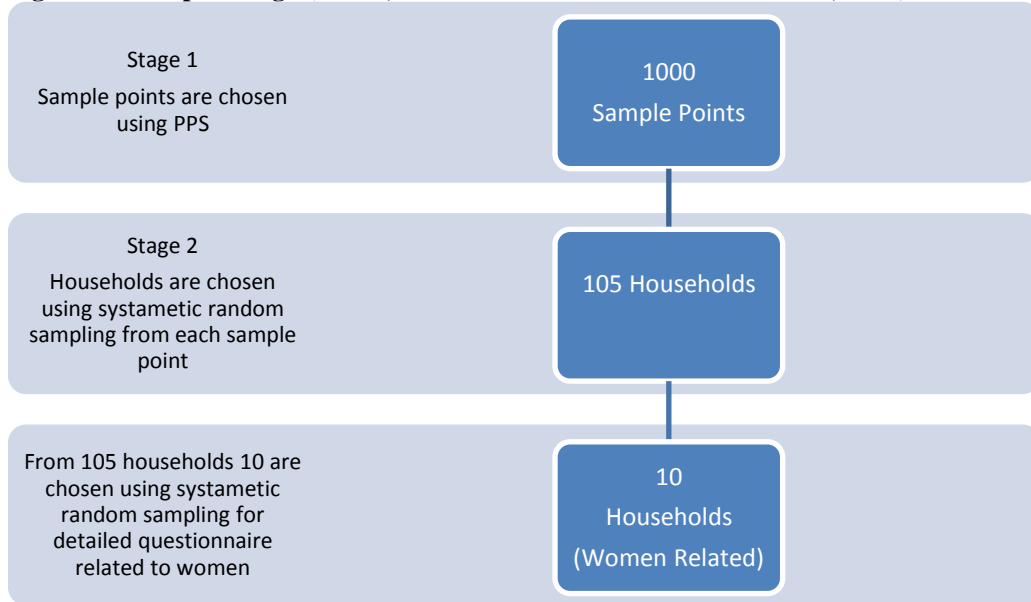 Stage 1
Sample points are chosen
using PPS
1000
Sample Points
Stage 2
Households are chosen
using systametic random
sampling from each sample
point
105 Households
From 105 households 10 are
chosen using systametic
random sampling for
detailed questionnaire
related to women
10
Households
(Women Related)